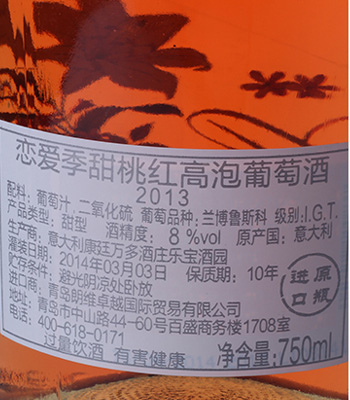 恋爱季甜桃红高泡葡萄酒
2013
配料: 葡萄汁, 二氧化硫 葡萄品种: 兰博鲁斯科 级别:I.G.T.
产品类型: 甜型 酒精度: 8%vol 原产国: 意大利
生产商: 意大利康廷万多酒庄乐宝酒园
灌装日期: 2014年03月03日 保质期: 10年
贮存条件: 避光阴凉处卧放
进口商: 青岛朗维卓越国际贸易有限公司
青岛市中山路44-60号百盛商务楼1708室
400-618-0171
过量饮酒 有害健康 净含量:750ml
原瓶
进口